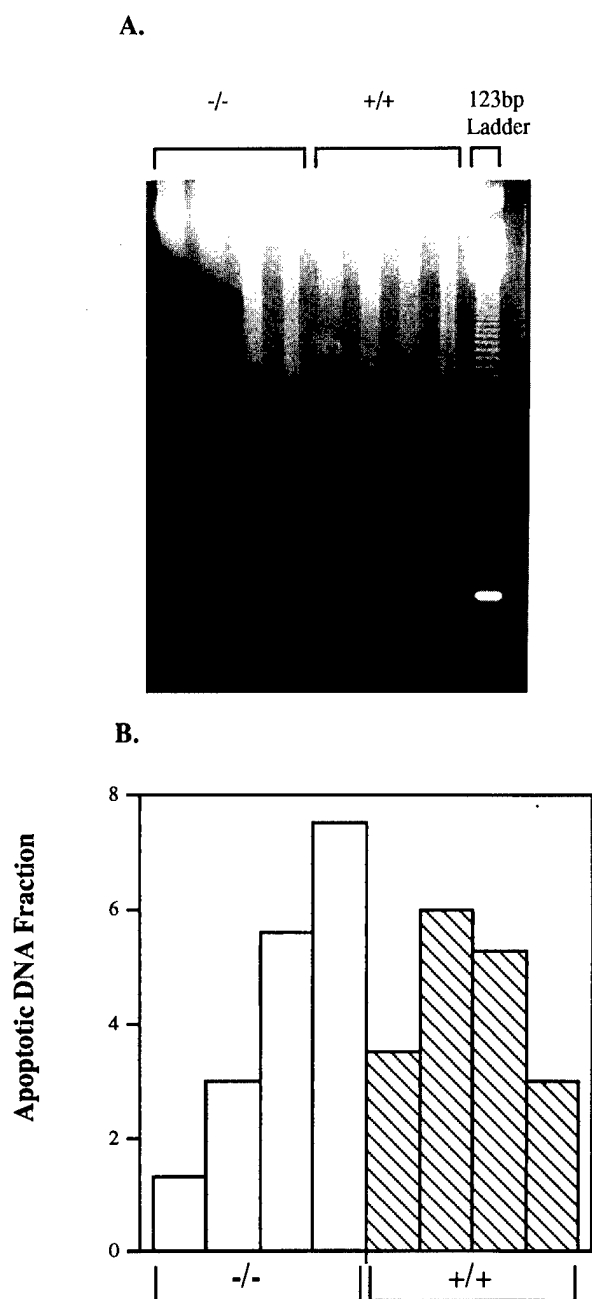 A.
-/- +/+ 123bp
Ladder
B.
8
6
4
2
0
Apoptotic DNA Fraction
-/- +/+